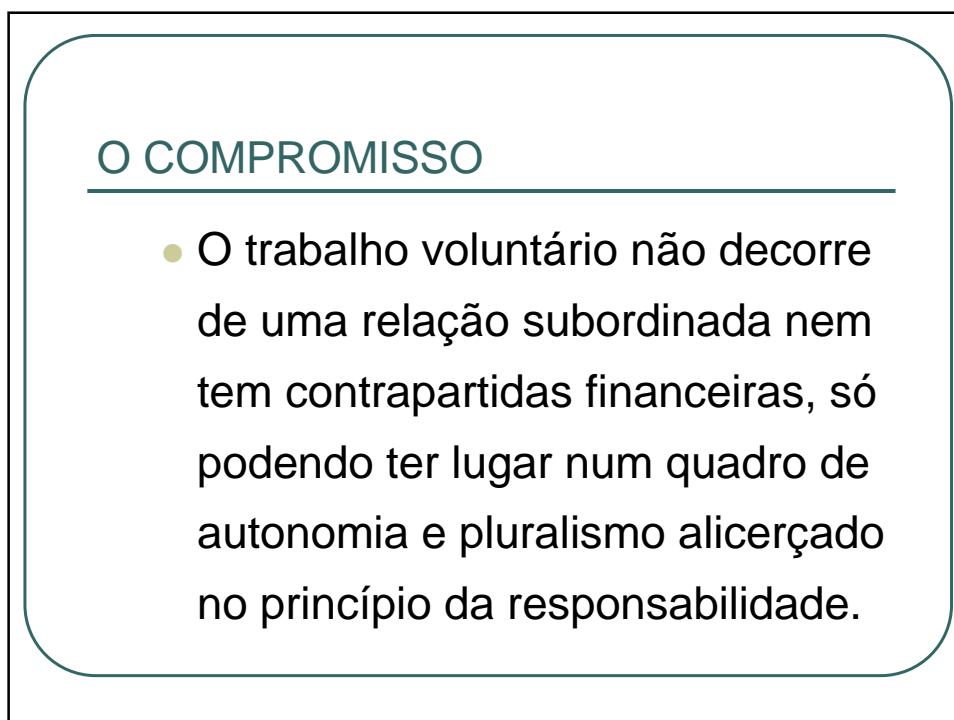 O COMPROMISSO
O trabalho voluntário não decorre
de uma relação subordinada nem
tem contrapartidas financeiras, só
podendo ter lugar num quadro de
autonomia e pluralismo alicerçado
no princípio da responsabilidade.